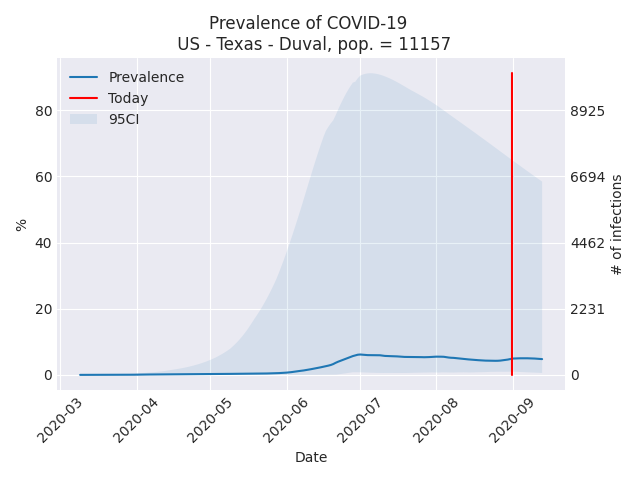 Prevalence of COVID-19
US - Texas - Duval, pop. = 11157
Prevalence
Today
95CI
80
60
40
20
0
%
8925
6694
4462
2231
0
# of infections
2020-03
2020-04
2020-05
2020-06
2020-07
2020-08
2020-09
Date